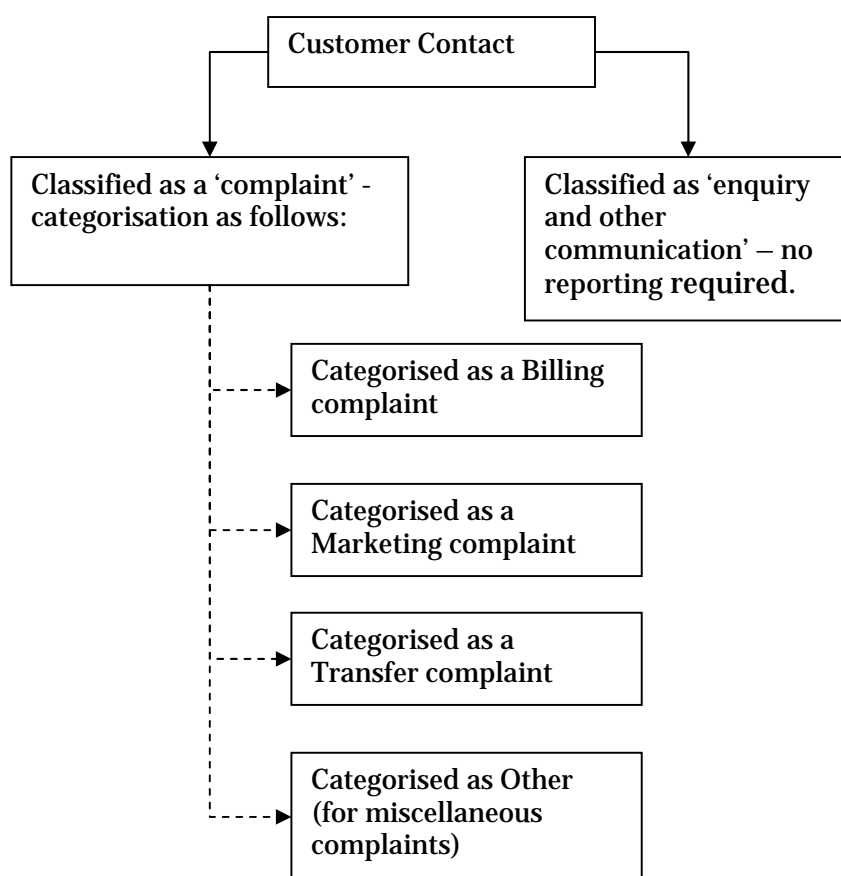 Customer Contact
Classified as a ‘complaint’ -
categorisation as follows:
Classified as ‘enquiry
and other
communication’ – no
reporting required.
Categorised as a Billing
complaint
Categorised as a
Marketing complaint
Categorised as a
Transfer complaint
Categorised as Other
(for miscellaneous
complaints)